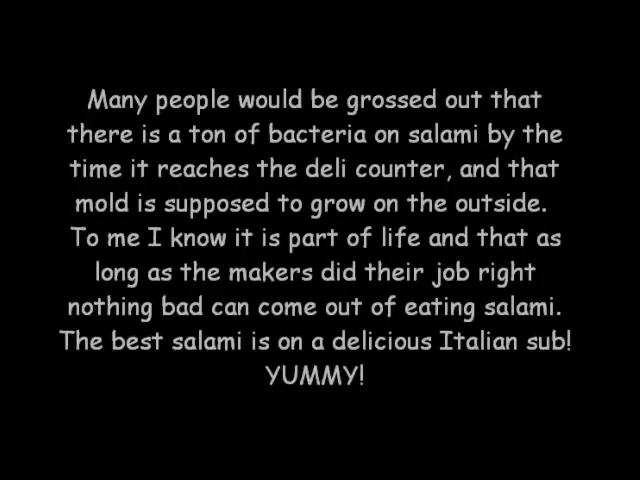 Many people would be grossed out that
there is a ton of bacteria on salami by the
time it reaches the deli counter, and that
mold is supposed to grow on the outside.
To me I know it is part of life and that as
long as the makers did their job right
nothing bad can come out of eating salami.
The best salami is on a delicious Italian sub!
YUMMY!